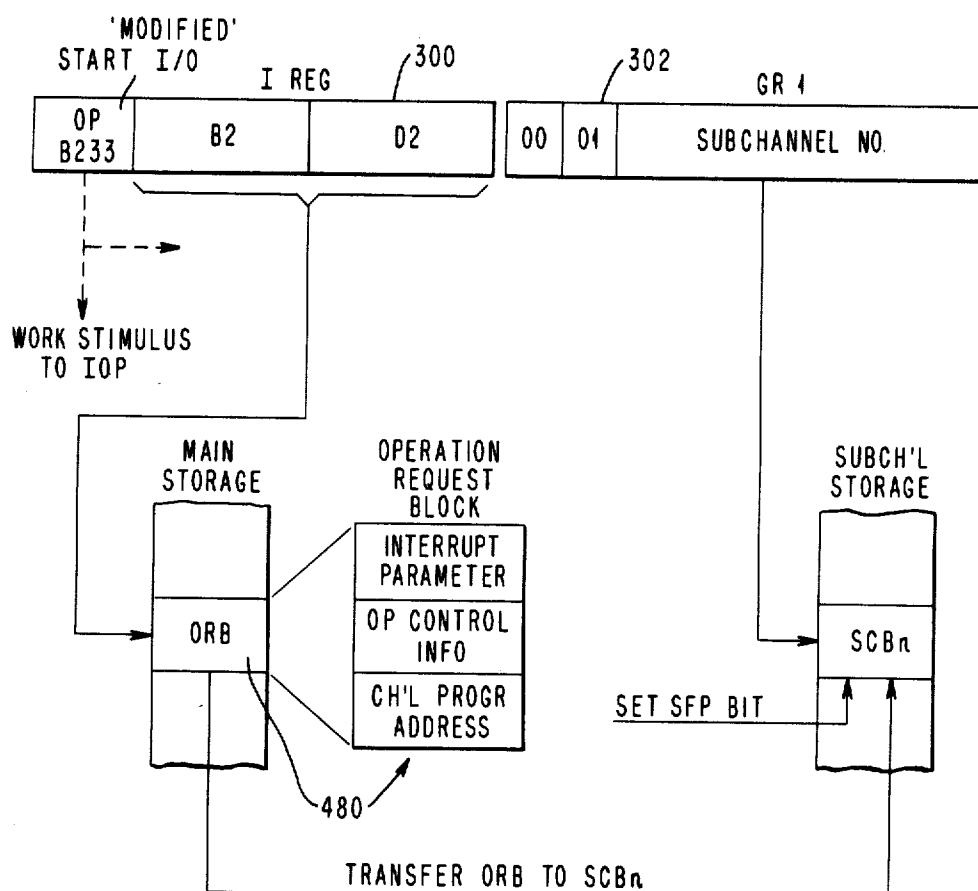 'MODIFIED'
START I/O
I REG
300
302
GR 1
OP
B233
B2
D2
00
01
SUBCHANNEL NO.
WORK STIMULUS
TO IOP
MAIN
STORAGE
OPERATION
REQUEST
BLOCK
SUBCH'L
STORAGE
INTERRUPT
PARAMETER
ORB
OP CONTROL
INFO
SCBn
CH'L PROGR
ADDRESS
SET SFP BIT
480
TRANSFER ORB TO SCBn